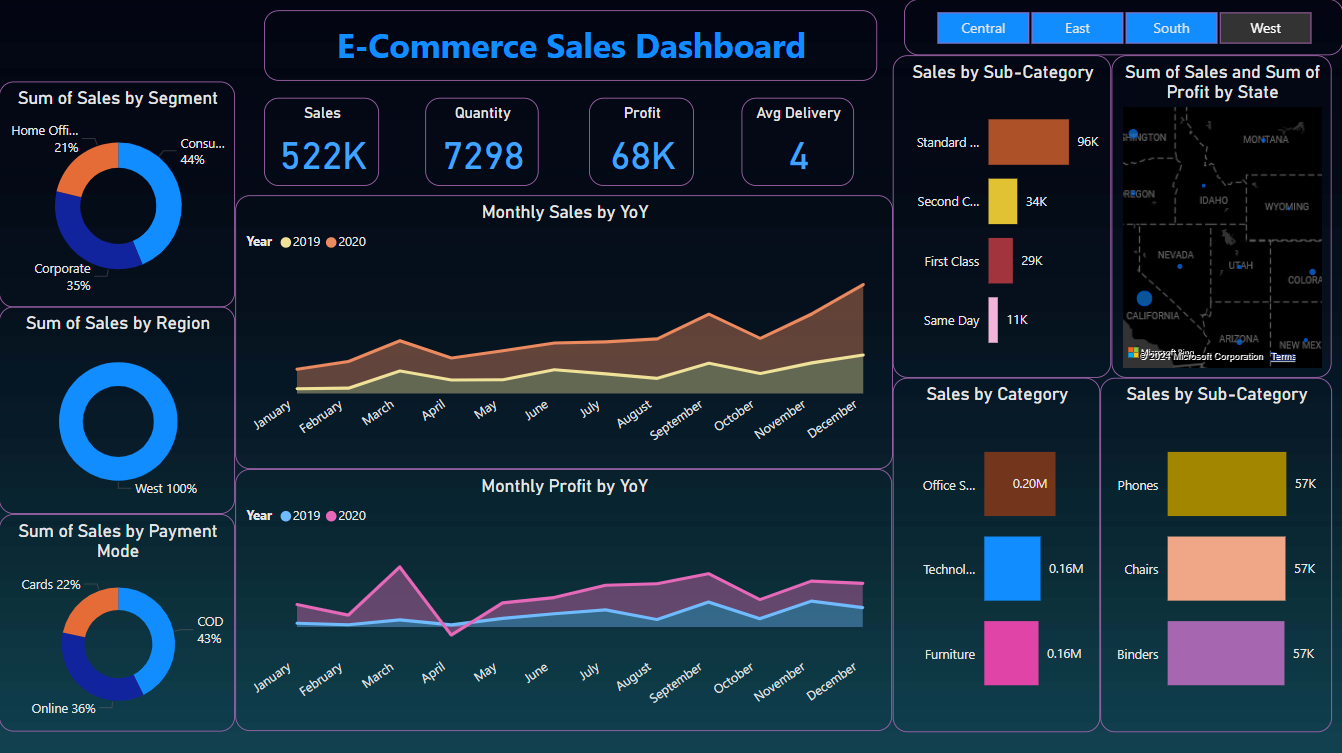 E-Commerce Sales Dashboard
Central
East
South
West
Sum of Sales by Segment
Home Offi...
21%
Consu...
44%
Corporate
35%
Sum of Sales by Region
West 100%
Sum of Sales by Payment
Mode
Cards 22%
COD
43%
Online 36%
Sales
522K
Quantity
7298
Profit
68K
Avg Delivery
4
Monthly Sales by YoY
Year 2019 2020
January
February
March
April
May
June
July
August
September
October
November
December
Monthly Profit by YoY
Year 2019 2020
January
February
March
April
May
June
July
August
September
October
November
December
Sales by Sub-Category
Standard ... 96K
Second C... 34K
First Class 29K
Same Day 11K
Sum of Sales and Sum of
Profit by State
HINGTON
MONTANA
REGON
IDAHO
WYOMING
NEVADA
UTAH
COLORA
CALIFORNIA
ARIZONA
NEW MEX
Microsoft Bing
© 2024 Microsoft Corporation Terms
Sales by Category
Office S... 0.20M
Technol... 0.16M
Furniture 0.16M
Sales by Sub-Category
Phones 57K
Chairs 57K
Binders 57K